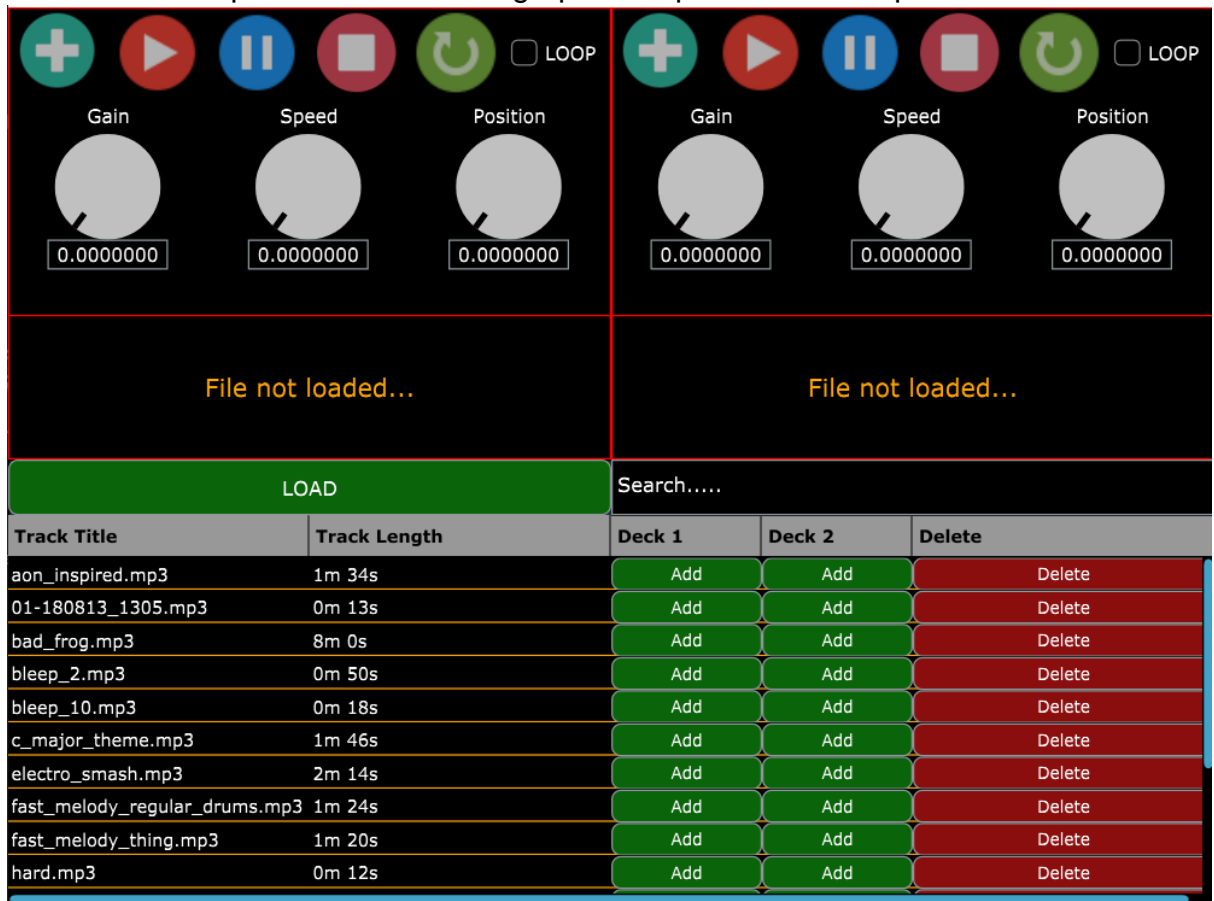 LOOP LOOP
Gain Speed Position Gain Speed Position
0.0000000 0.0000000 0.0000000 0.0000000 0.0000000 0.0000000
File not loaded... File not loaded...
LOAD Search.....
Track Title Track Length Deck 1 Deck 2 Delete
aon_inspired.mp3 1m 34s Add Add Delete
01-180813_1305.mp3 0m 13s Add Add Delete
bad_frog.mp3 8m 0s Add Add Delete
bleep_2.mp3 0m 50s Add Add Delete
bleep_10.mp3 0m 18s Add Add Delete
c_major_theme.mp3 1m 46s Add Add Delete
electro_smash.mp3 2m 14s Add Add Delete
fast_melody_regular_drums.mp3 1m 24s Add Add Delete
fast_melody_thing.mp3 1m 20s Add Add Delete
hard.mp3 0m 12s Add Add Delete